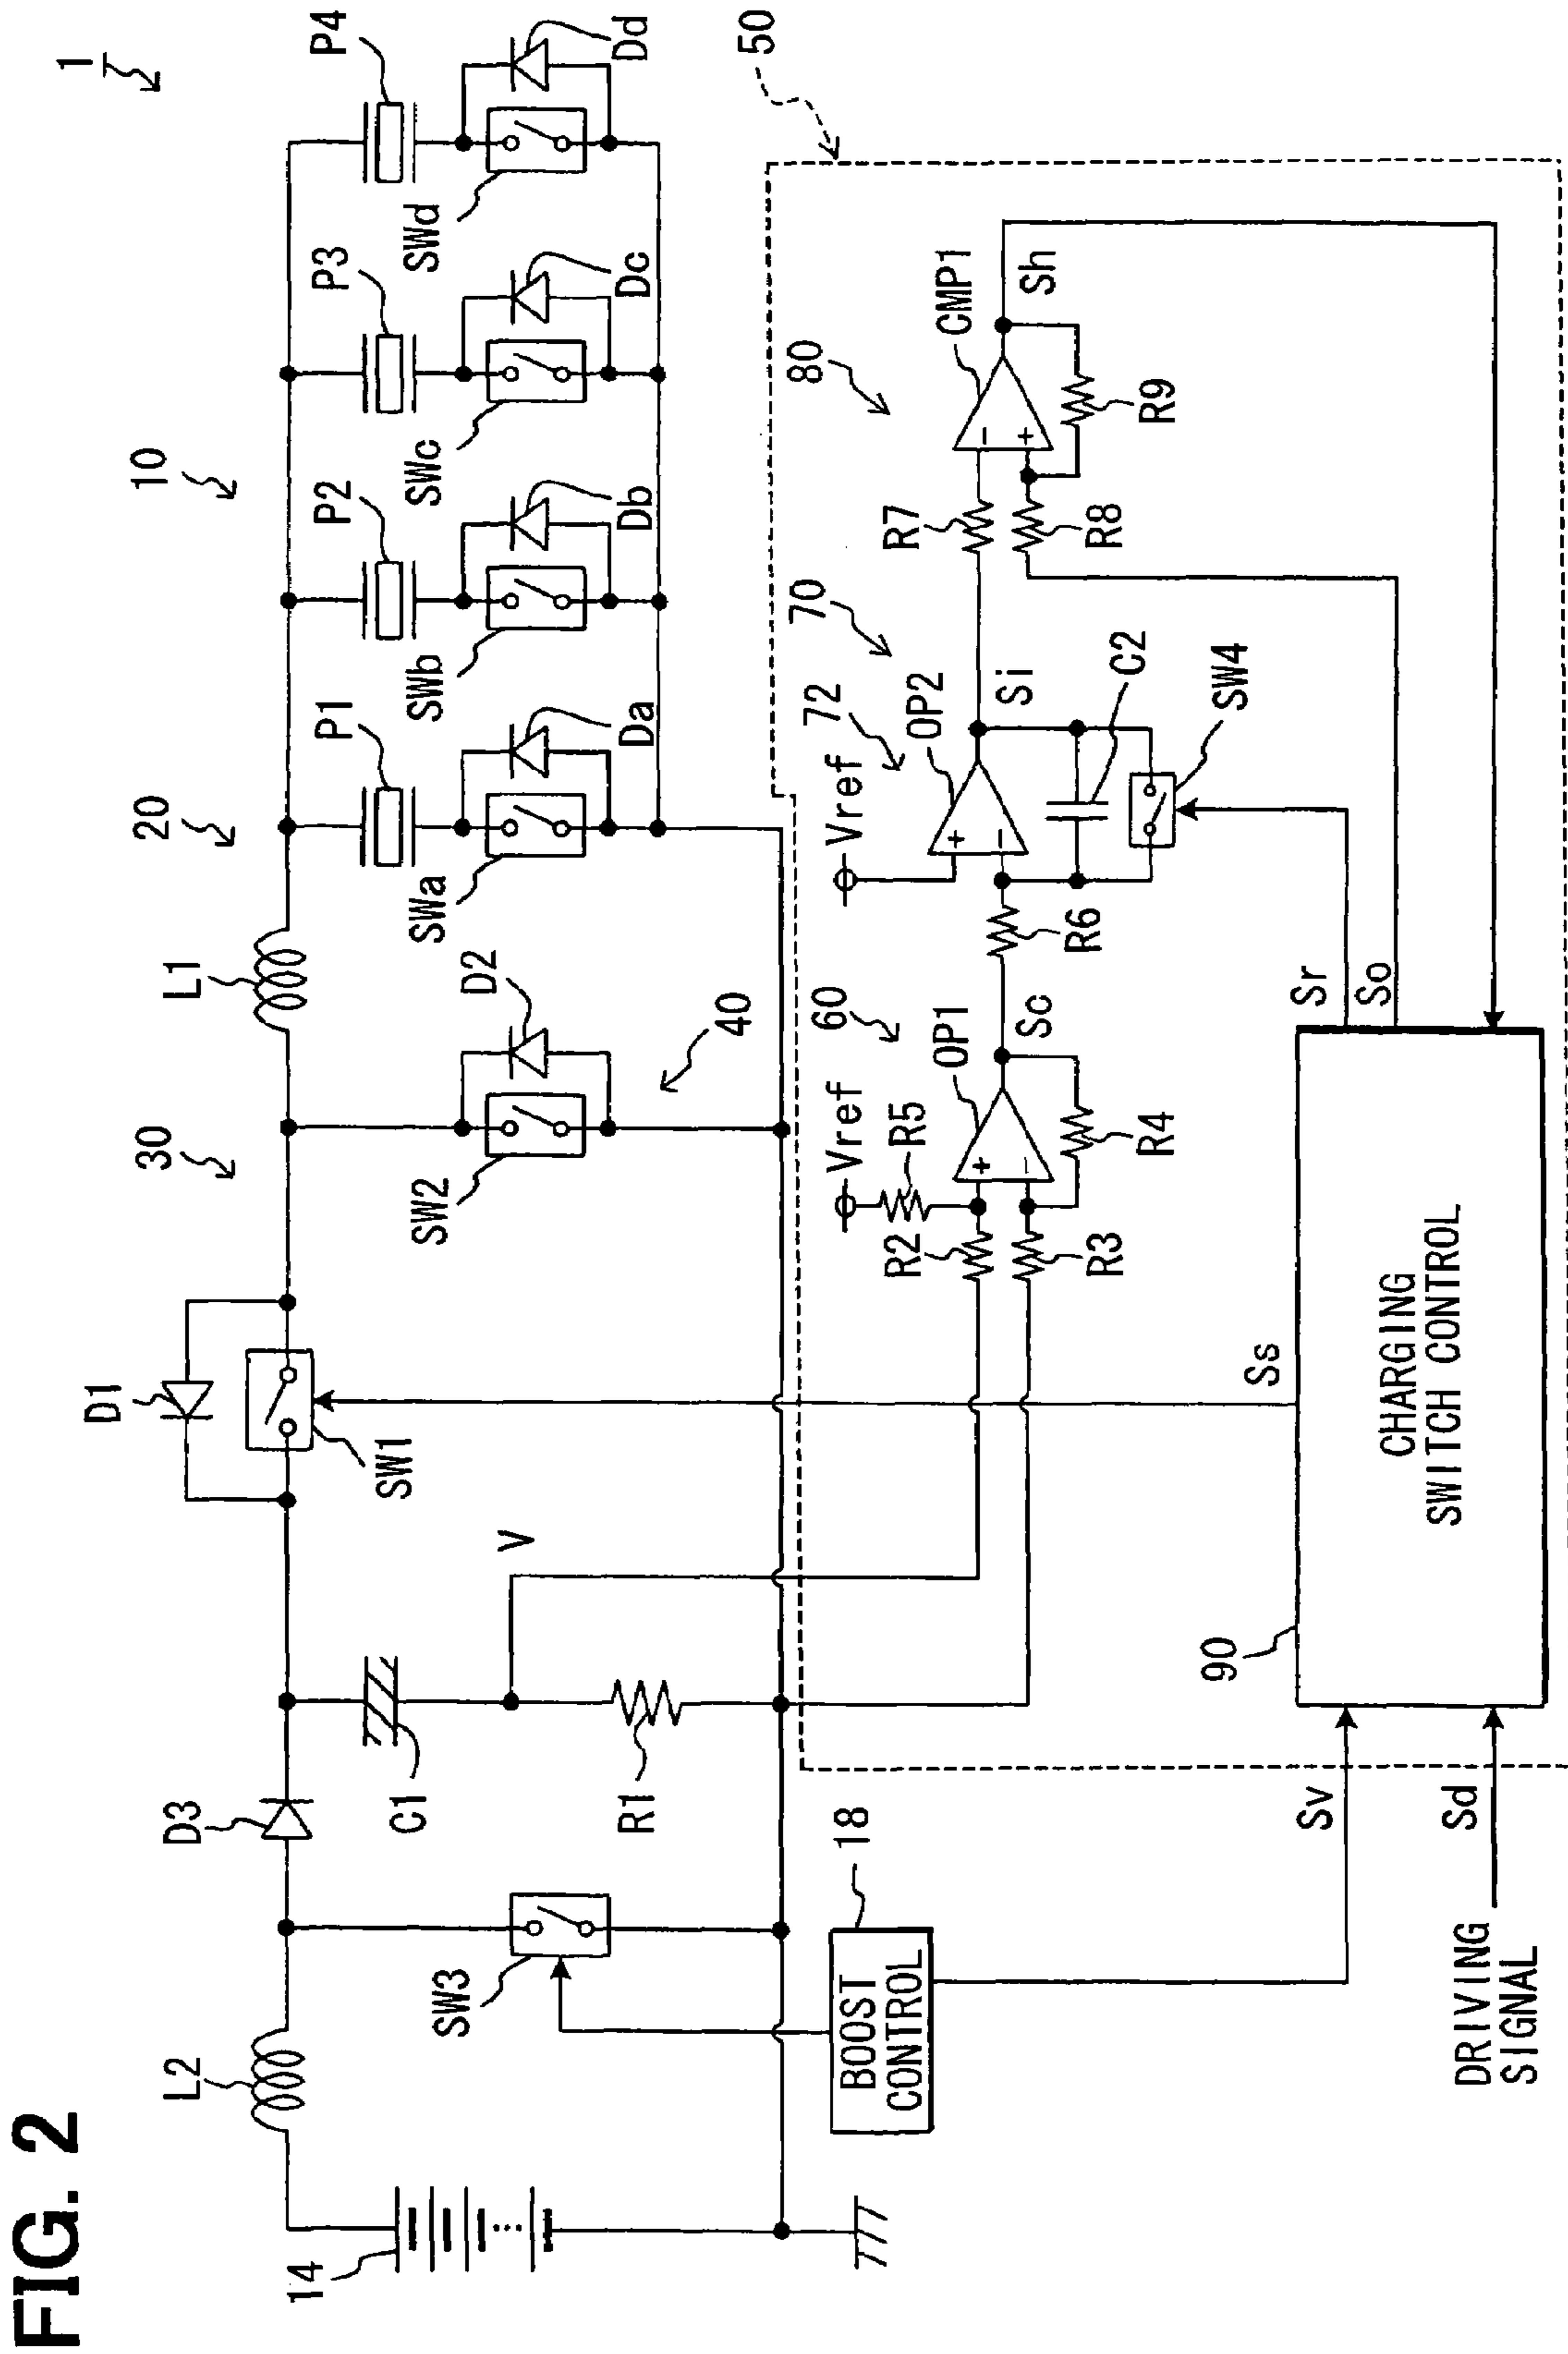 FIG. 2
1
10
20
30
P1
P2
P3
P4
L1
L2
D1
D3
SW1
SW2
D2
40
SWa
Da
SWb
Db
SWc
Dc
SWd
Dd
14
SW3
C1
R1
V
18
BOOST
CONTROL
50
60
70
72
80
Vref
R5
R2
R3
OP1
R4
Sc
R6
Vref
OP2
Si
C2
SW4
R7
R8
CMP1
R9
Sh
Ss
Sr
So
90
CHARGING
SWITCH CONTROL
Sv
Sd
DRIVING
SIGNAL